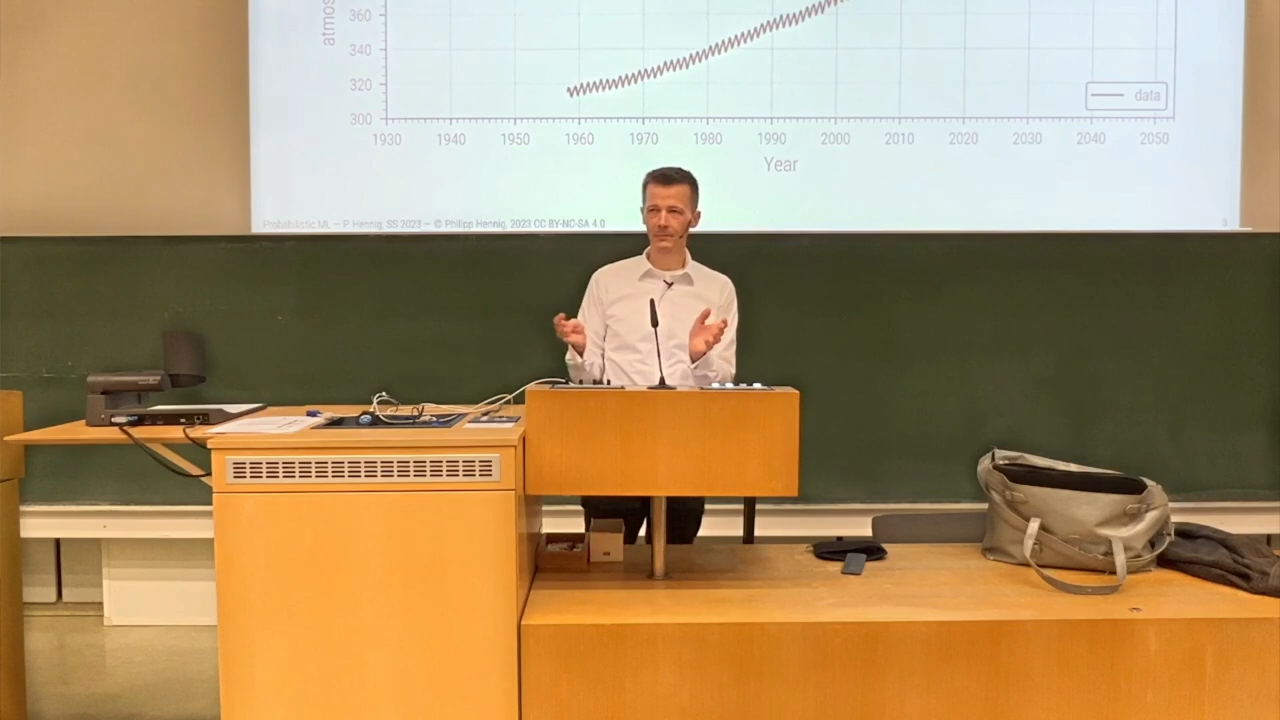 atmos
360
340
320
300
data
1930 1940 1950 1960 1970 1980 1990 2000 2010 2020 2030 2040 2050
Year
Probabilistic ML — P. Hennig, SS 2023 — © Philipp Hennig, 2023 CC BY-NC-SA 4.0